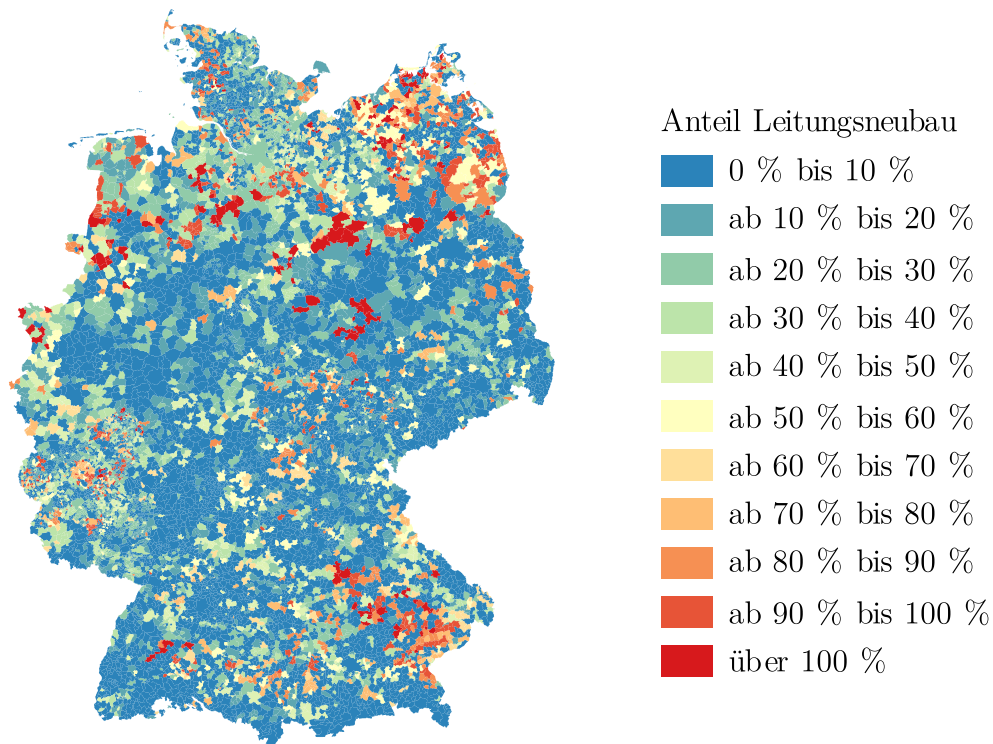 Anteil Leitungsneubau
0 % bis 10 %
ab 10 % bis 20 %
ab 20 % bis 30 %
ab 30 % bis 40 %
ab 40 % bis 50 %
ab 50 % bis 60 %
ab 60 % bis 70 %
ab 70 % bis 80 %
ab 80 % bis 90 %
ab 90 % bis 100 %
über 100 %